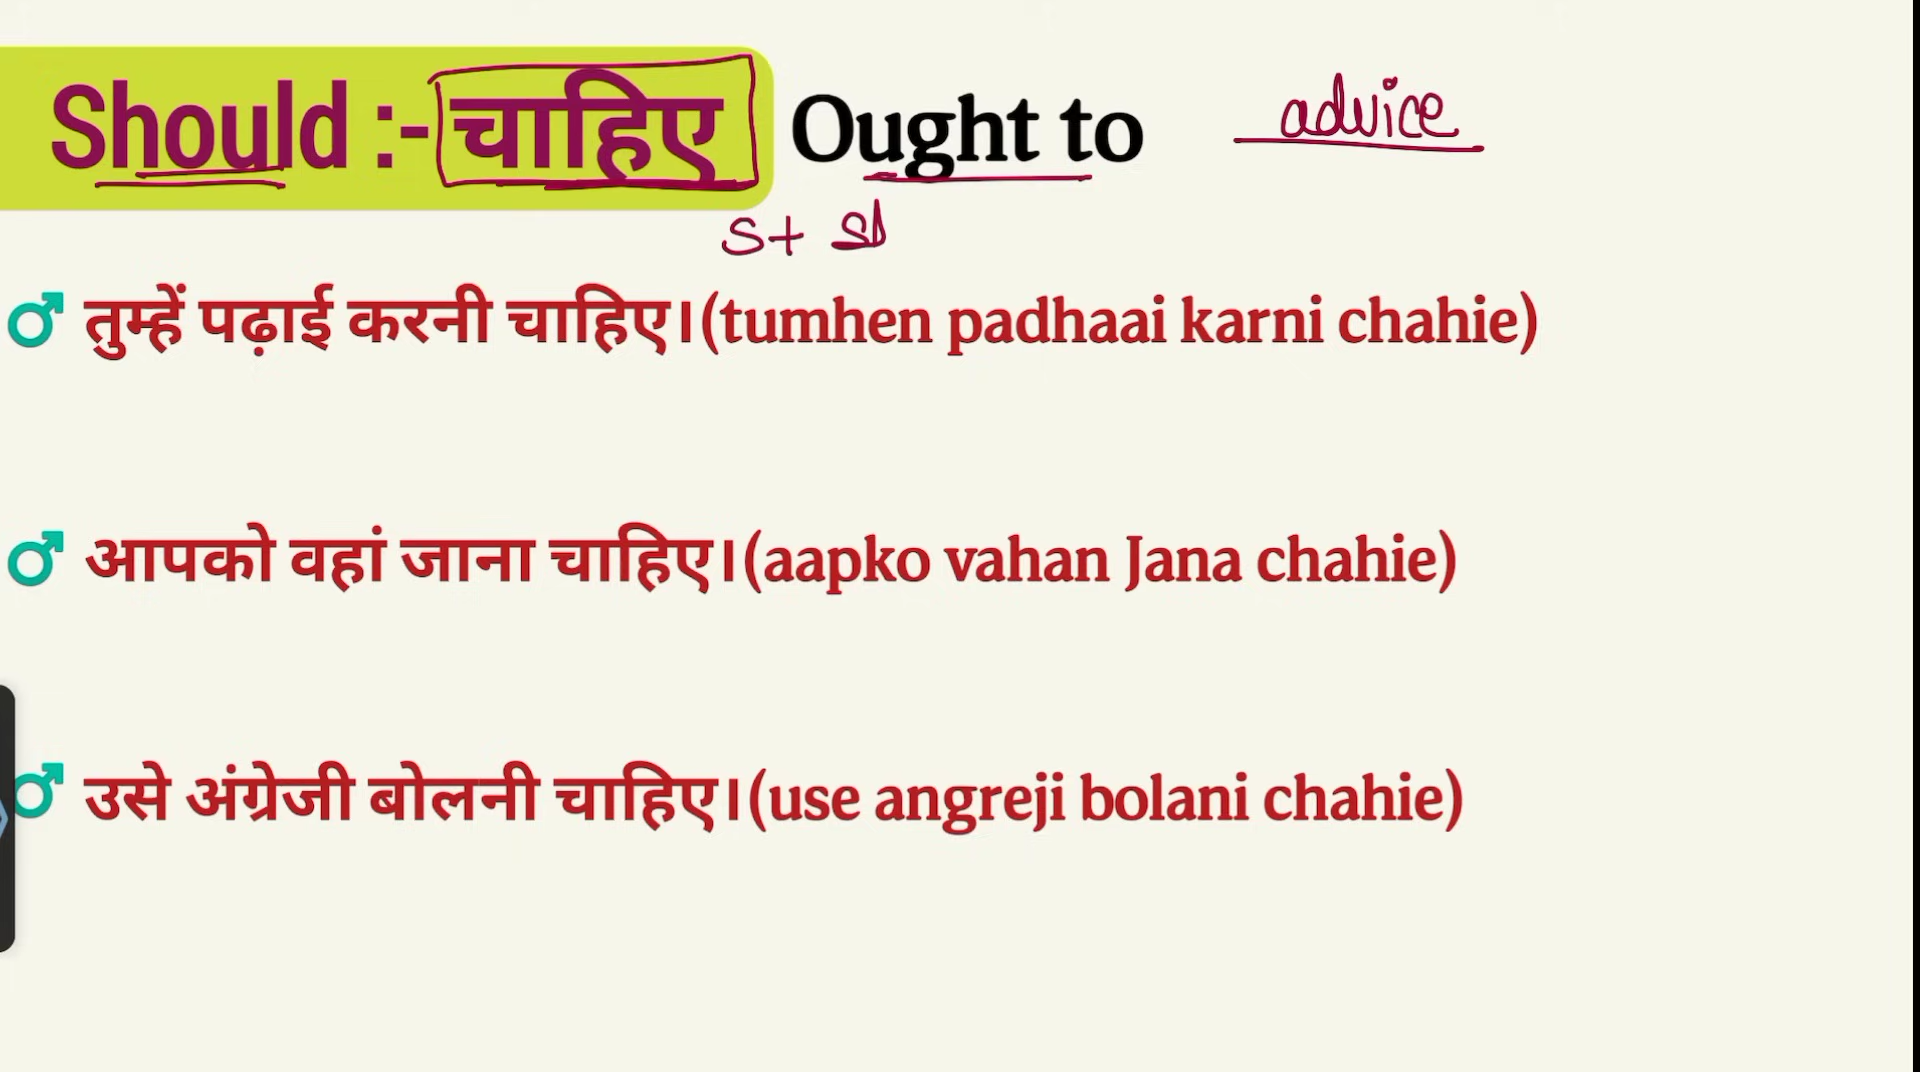 Should :- चाहिए Ought to advice
S+ sh
तुम्हें पढ़ाई करनी चाहिए।(tumhen padhaai karni chahie)
आपको वहां जाना चाहिए।(aapko vahan Jana chahie)
उसे अंग्रेजी बोलनी चाहिए।(use angreji bolani chahie)